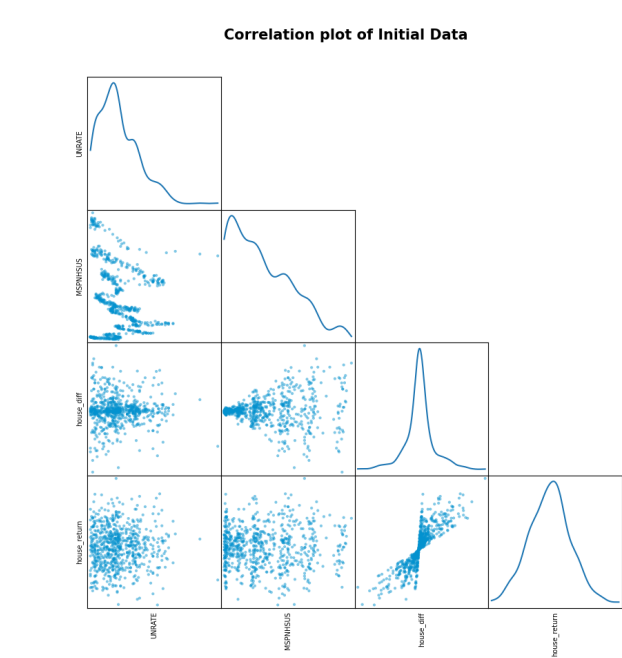 Correlation plot of Initial Data
UNRATE
MSPNHSUS
house_diff
house_return
UNRATE
MSPNHSUS
house_diff
house_return